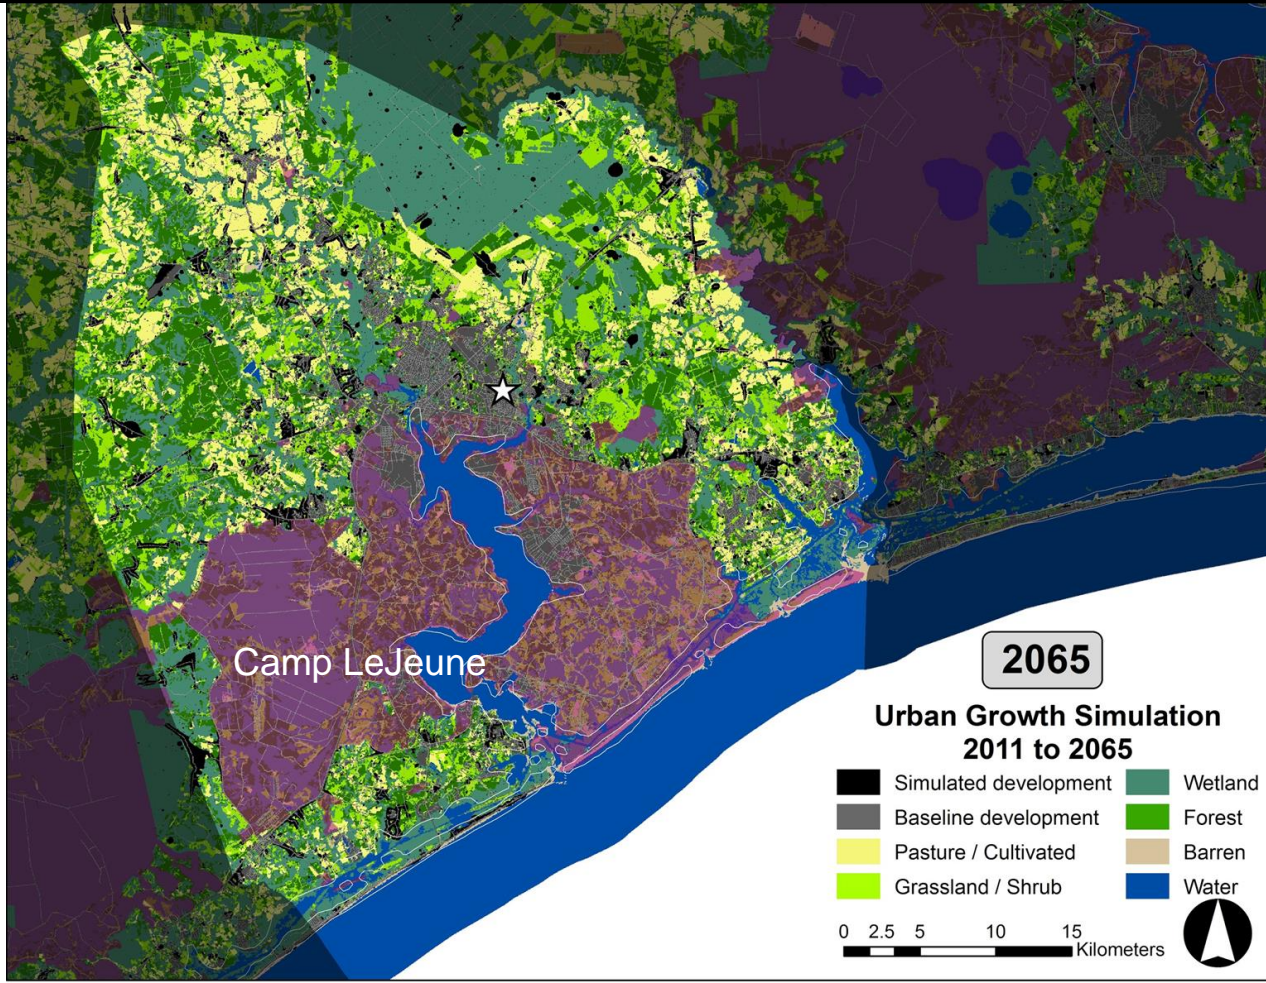 Camp LeJeune
2065
Urban Growth Simulation
2011 to 2065
Simulated development
Baseline development
Pasture / Cultivated
Grassland / Shrub
Wetland
Forest
Barren
Water
0 2.5 5 10 15
Kilometers